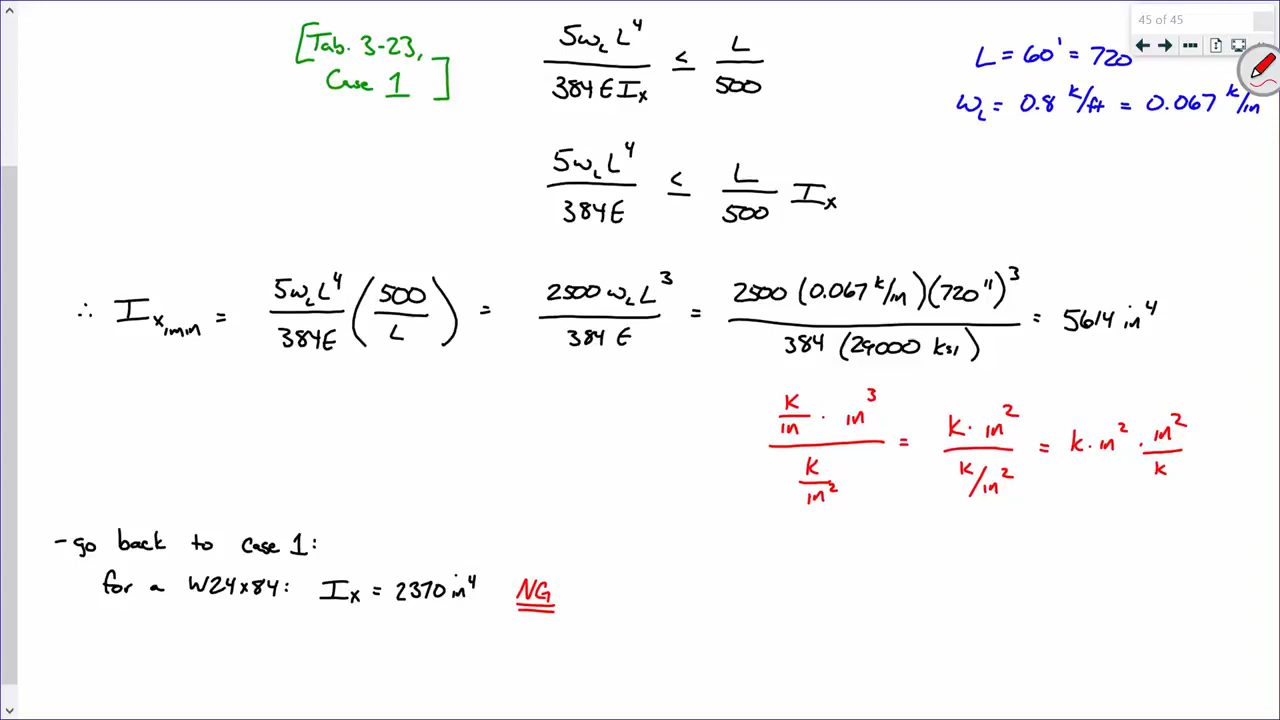 45 of 45
[Tab. 3-23, Case 1]
5w_L L^4 / 384 E I_x ≤ L / 500
L = 60' = 720
w_L = 0.8 k/ft = 0.067 k/in
5w_L L^4 / 384E ≤ L / 500 I_x
∴ I_x,min = 5w_L L^4 / 384E (500 / L) = 2500 w_L L^3 / 384 E = 2500 (0.067 k/in)(720")^3 / 384 (29000 ksi) = 5614 in^4
k/in · in^3 / k/in^2 = k · in^2 / k/in^2 = k · in^2 · in^2 / k
- go back to case 1:
for a W24x84: I_x = 2370 in^4 NG